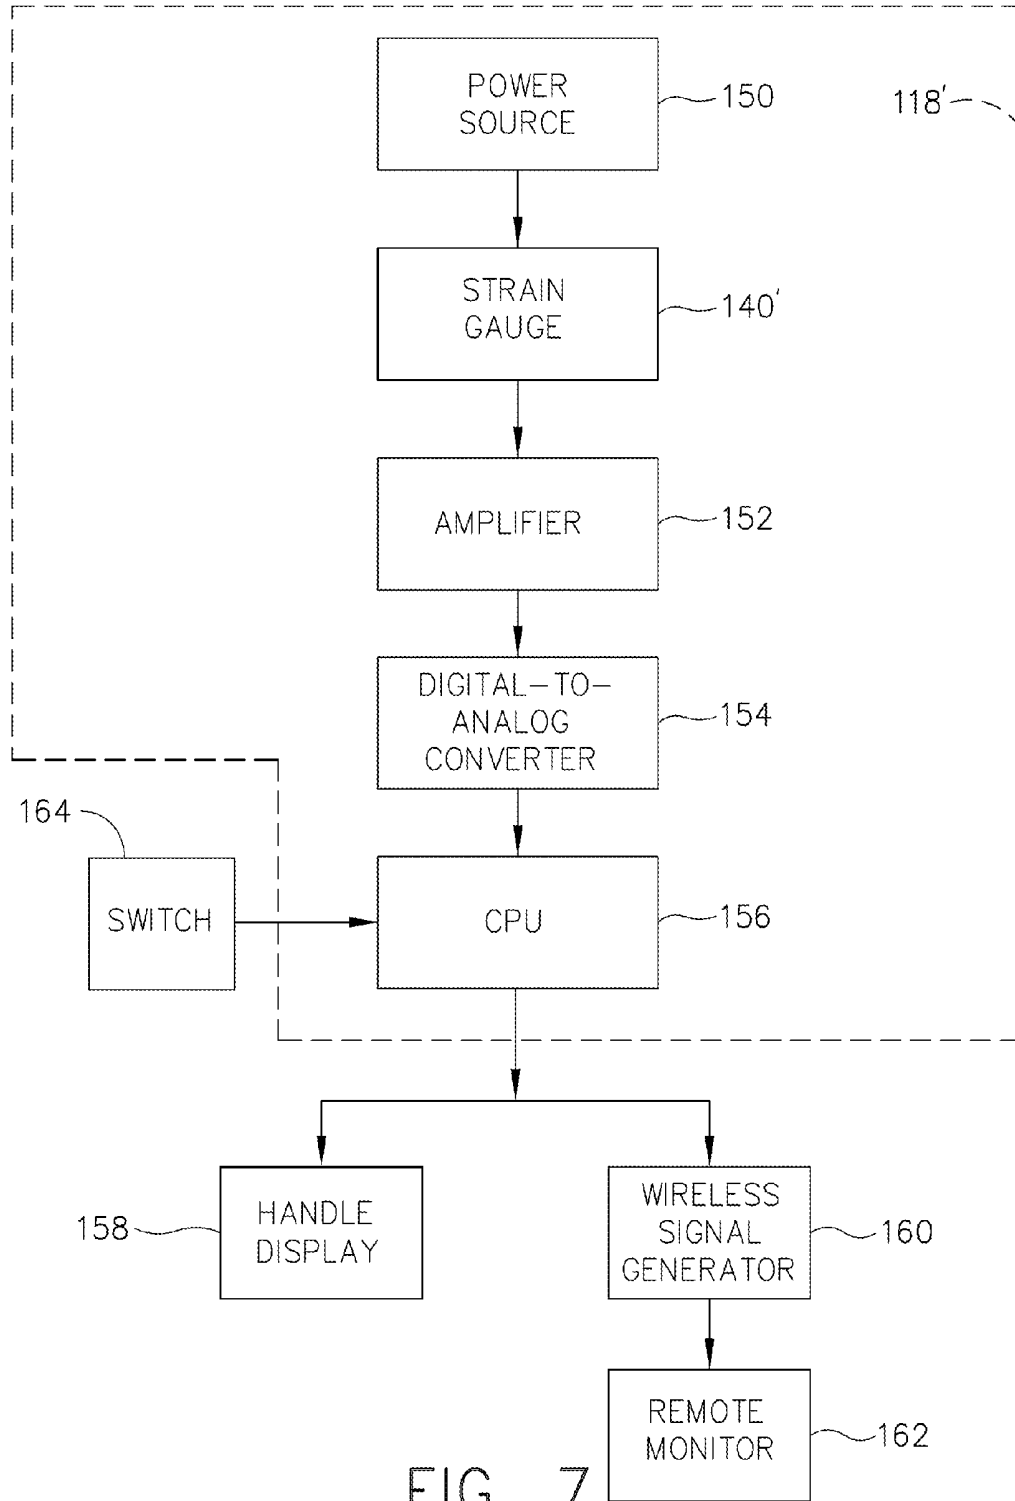 POWER
SOURCE
150
118'
STRAIN
GAUGE
140'
AMPLIFIER
152
DIGITAL-TO-
ANALOG
CONVERTER
154
164
SWITCH
CPU
156
158
HANDLE
DISPLAY
WIRELESS
SIGNAL
GENERATOR
160
REMOTE
MONITOR
162
FIG. 7